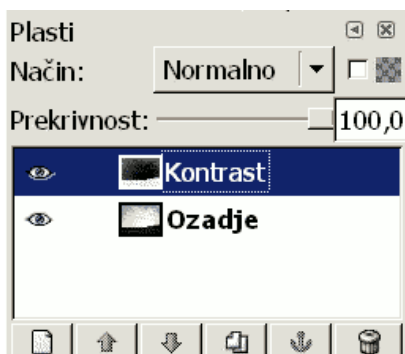 Plasti
Način: Normalno
Prekrivnost: 100,0
Kontrast
Ozadje